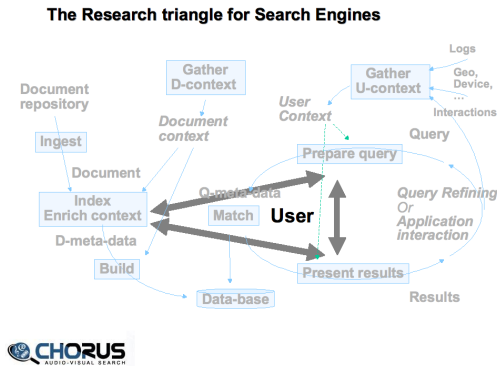 The Research triangle for Search Engines
Logs
Gather
D-context
Gather
U-context
Geo,
Device,
...
Interactions
Document
repository
User
Context
Document
context
Query
Ingest
Prepare query
Document
Index
Enrich context
Q-meta-data
Match
User
Query Refining
Or
Application
interaction
D-meta-data
Build
Present results
Data-base
Results
CHORUS
AUDIO-VISUAL SEARCH